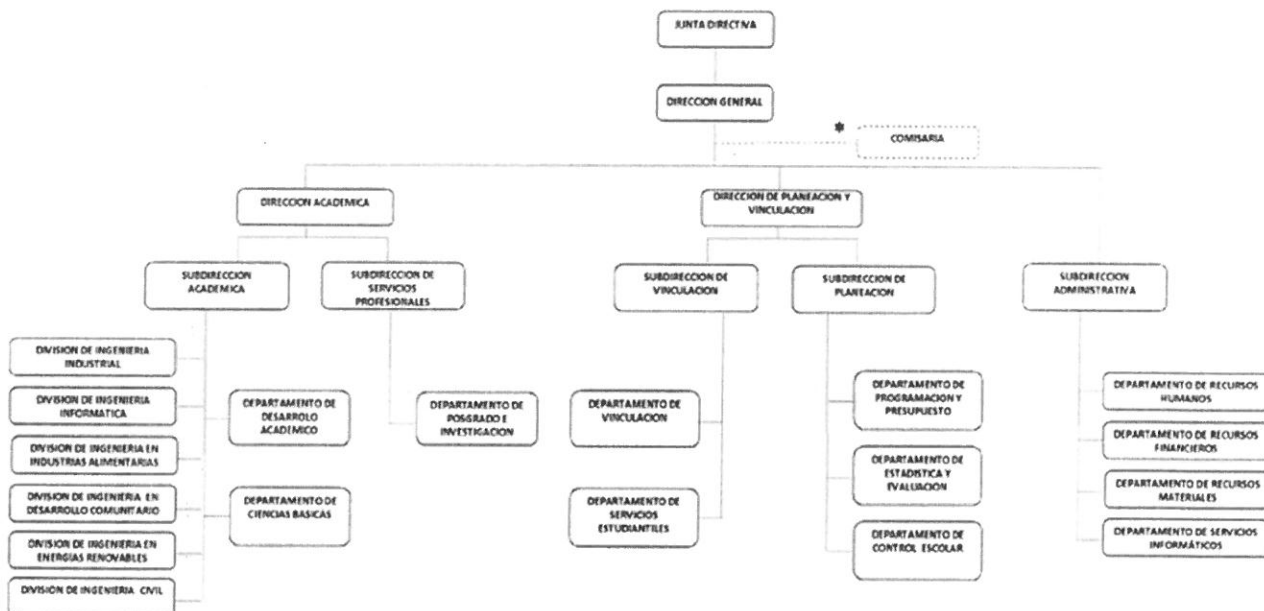 JUNTA DIRECTIVA
DIRECCION GENERAL
*
COMISARIA
DIRECCION ACADEMICA
DIRECCION DE PLANEACION Y
VINCULACION
SUBDIRECCION
ACADEMICA
SUBDIRECCION DE
SERVICIOS
PROFESIONALES
SUBDIRECCION DE
VINCULACION
SUBDIRECCION DE
PLANEACION
SUBDIRECCION
ADMINISTRATIVA
DIVISION DE INGENIERIA
INDUSTRIAL
DIVISION DE INGENIERIA
INFORMATICA
DIVISION DE INGENIERIA EN
INDUSTRIAS ALIMENTARIAS
DIVISION DE INGENIERIA EN
DESARROLLO COMUNITARIO
DIVISION DE INGENIERIA EN
ENERGIAS RENOVABLES
DIVISION DE INGENIERIA CIVIL
DEPARTAMENTO DE
DESARROLO
ACADEMICO
DEPARTAMENTO DE
CIENCIAS BASICAS
DEPARTAMENTO DE
POSGRADO E
INVESTIGACION
DEPARTAMENTO DE
VINCULACION
DEPARTAMENTO DE
SERVICIOS
ESTUDIANTILES
DEPARTAMENTO DE
PROGRAMACION Y
PRESUPUESTO
DEPARTAMENTO DE
ESTADISTICA Y
EVALUACION
DEPARTAMENTO DE
CONTROL ESCOLAR
DEPARTAMENTO DE RECURSOS
HUMANOS
DEPARTAMENTO DE RECURSOS
FINANCIEROS
DEPARTAMENTO DE RECURSOS
MATERIALES
DEPARTAMENTO DE SERVICIOS
INFORMÁTICOS